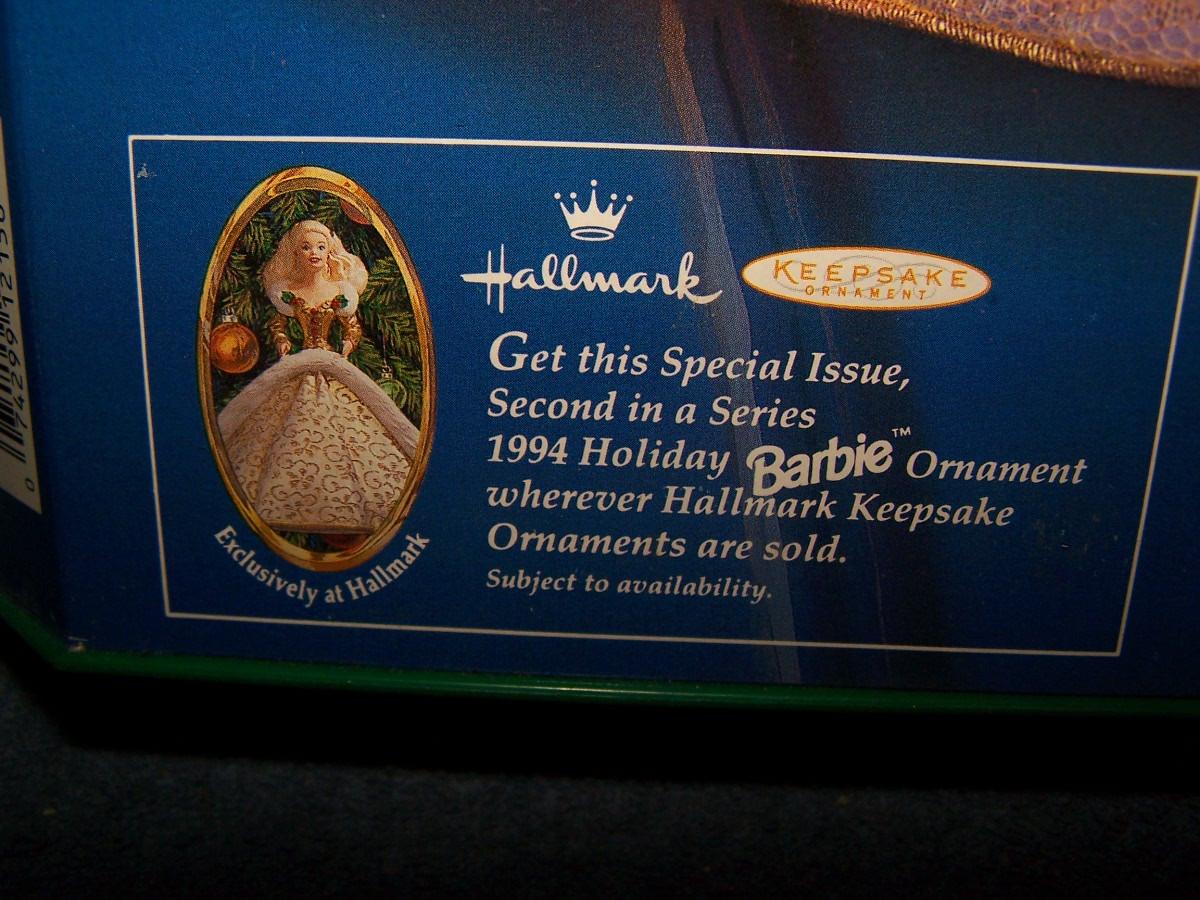 Hallmark
KEEPSAKE
ORNAMENT
Get this Special Issue,
Second in a Series
1994 Holiday Barbie™ Ornament
wherever Hallmark Keepsake
Ornaments are sold.
Subject to availability.
Exclusively at Hallmark
0